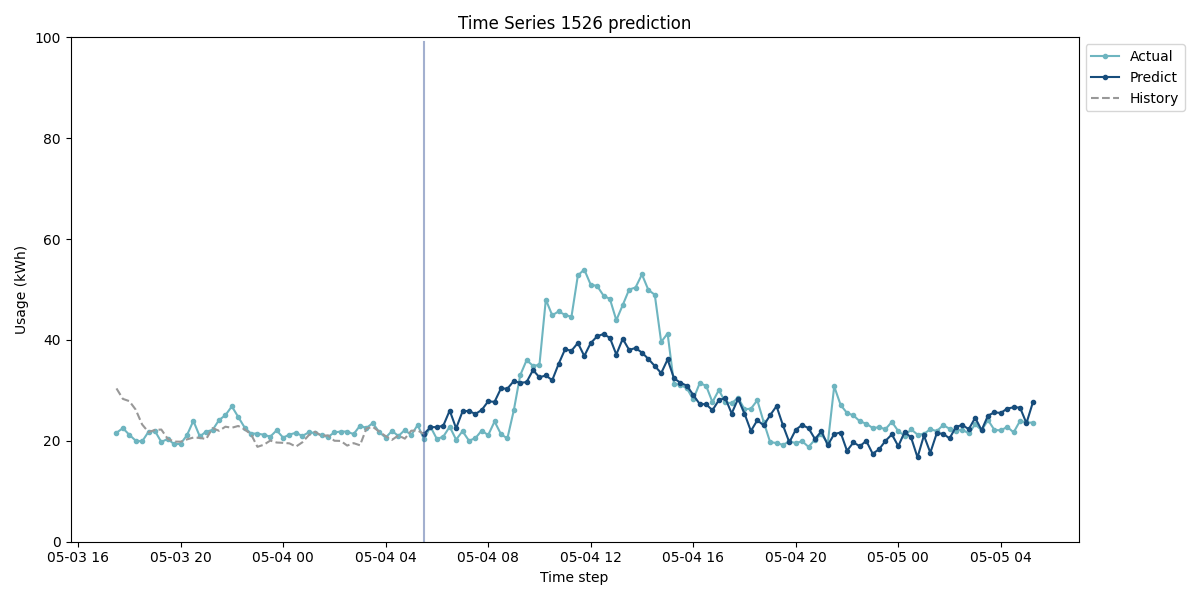 Time Series 1526 prediction
100
80
60
40
20
0
Usage (kWh)
05-03 16
05-03 20
05-04 00
05-04 04
05-04 08
05-04 12
05-04 16
05-04 20
05-05 00
05-05 04
Time step
Actual
Predict
History